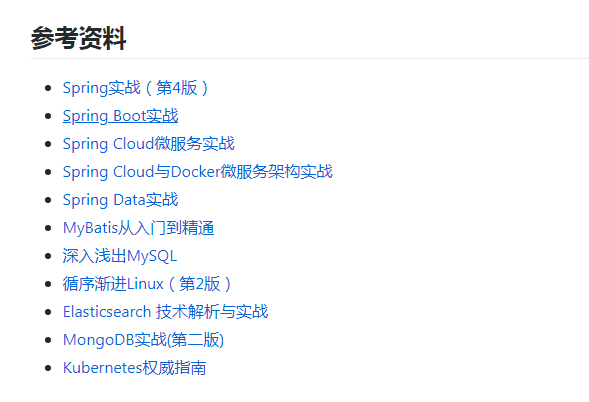 参考资料
Spring实战（第4版）
Spring Boot实战
Spring Cloud微服务实战
Spring Cloud与Docker微服务架构实战
Spring Data实战
MyBatis从入门到精通
深入浅出MySQL
循序渐进Linux（第2版）
Elasticsearch 技术解析与实战
MongoDB实战(第二版)
Kubernetes权威指南